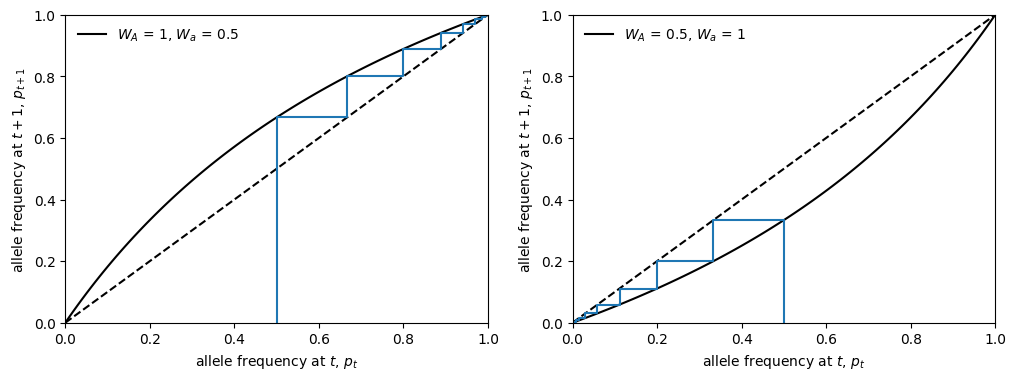 1.0
0.8
0.6
0.4
0.2
0.0
allele frequency at t + 1, p_{t+1}
W_A = 1, W_a = 0.5
0.0 0.2 0.4 0.6 0.8 1.0
allele frequency at t, p_t
1.0
0.8
0.6
0.4
0.2
0.0
allele frequency at t + 1, p_{t+1}
W_A = 0.5, W_a = 1
0.0 0.2 0.4 0.6 0.8 1.0
allele frequency at t, p_t